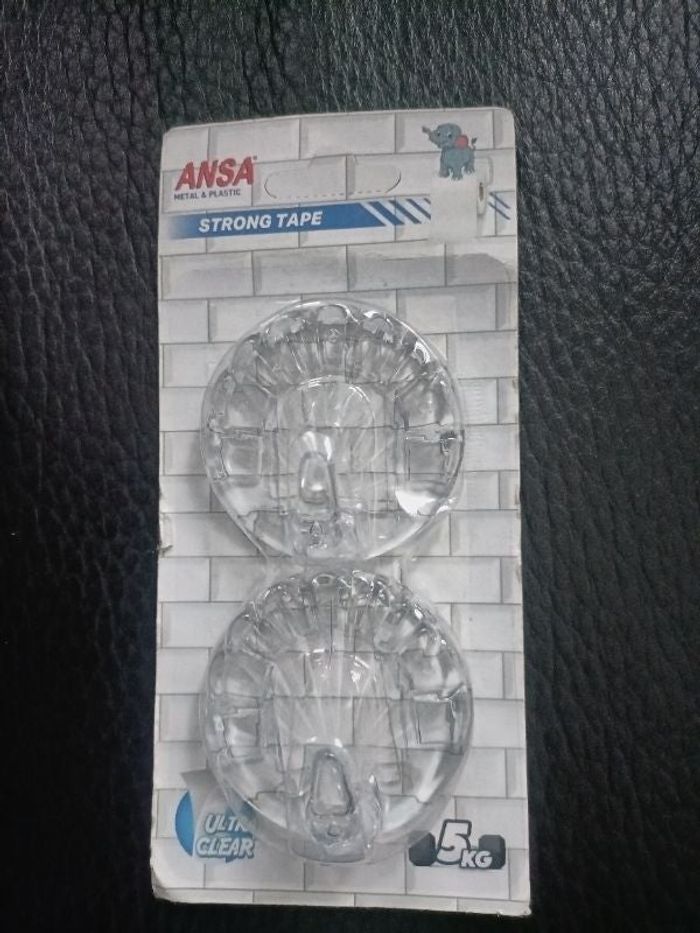 ANSA
METAL & PLASTIC
STRONG TAPE
ULTRA
CLEAR
5KG